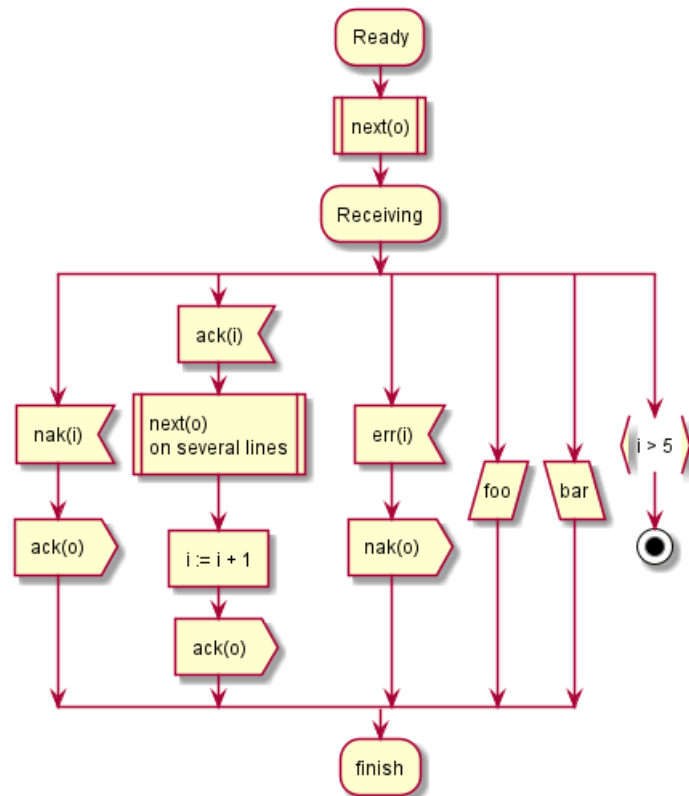 Ready
next(o)
Receiving
nak(i)
ack(o)
ack(i)
next(o)
on several lines
i := i + 1
ack(o)
err(i)
nak(o)
foo
bar
i > 5
finish